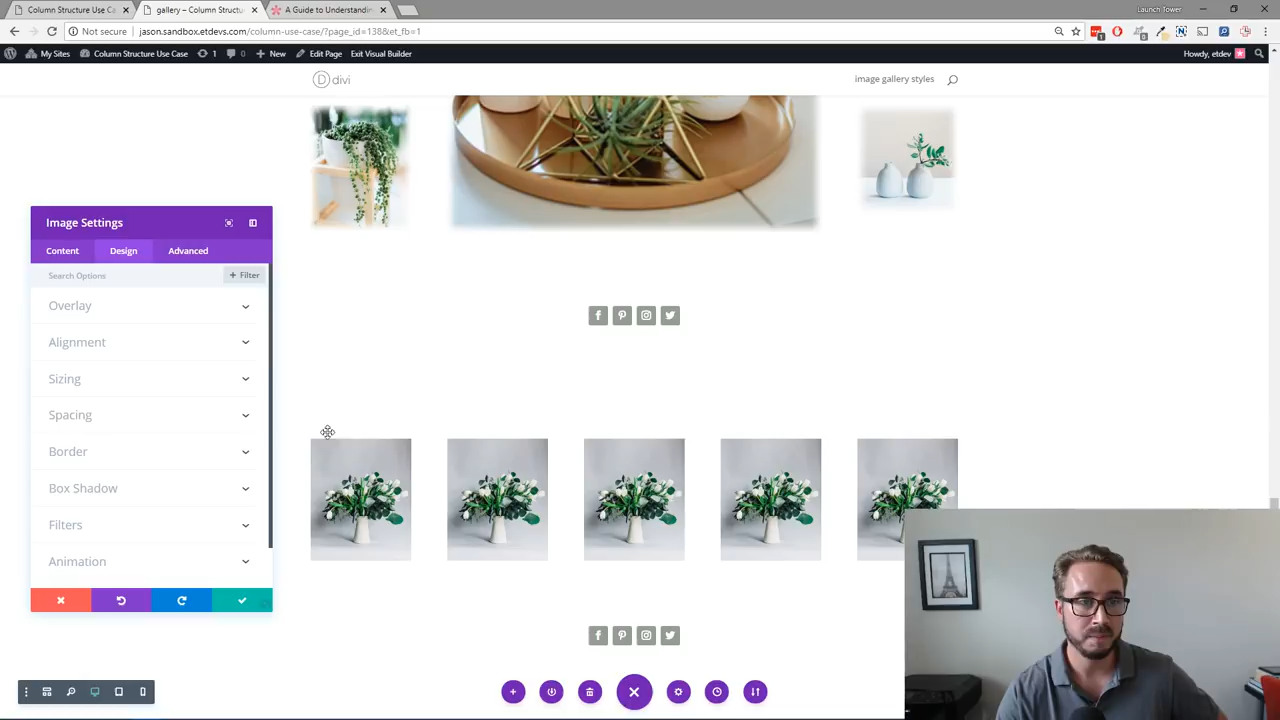 Launch Tower
Column Structure Use Ca
gallery – Column Structu
A Guide to Understandin
Not secure
jason.sandbox.etdevs.com/column-use-case/?page_id=138&et_fb=1
My Sites
Column Structure Use Case
1
0
New
Edit Page
Exit Visual Builder
Howdy, etdev
D divi
image gallery styles
Image Settings
Content
Design
Advanced
Search Options
+ Filter
Overlay
Alignment
Sizing
Spacing
Border
Box Shadow
Filters
Animation